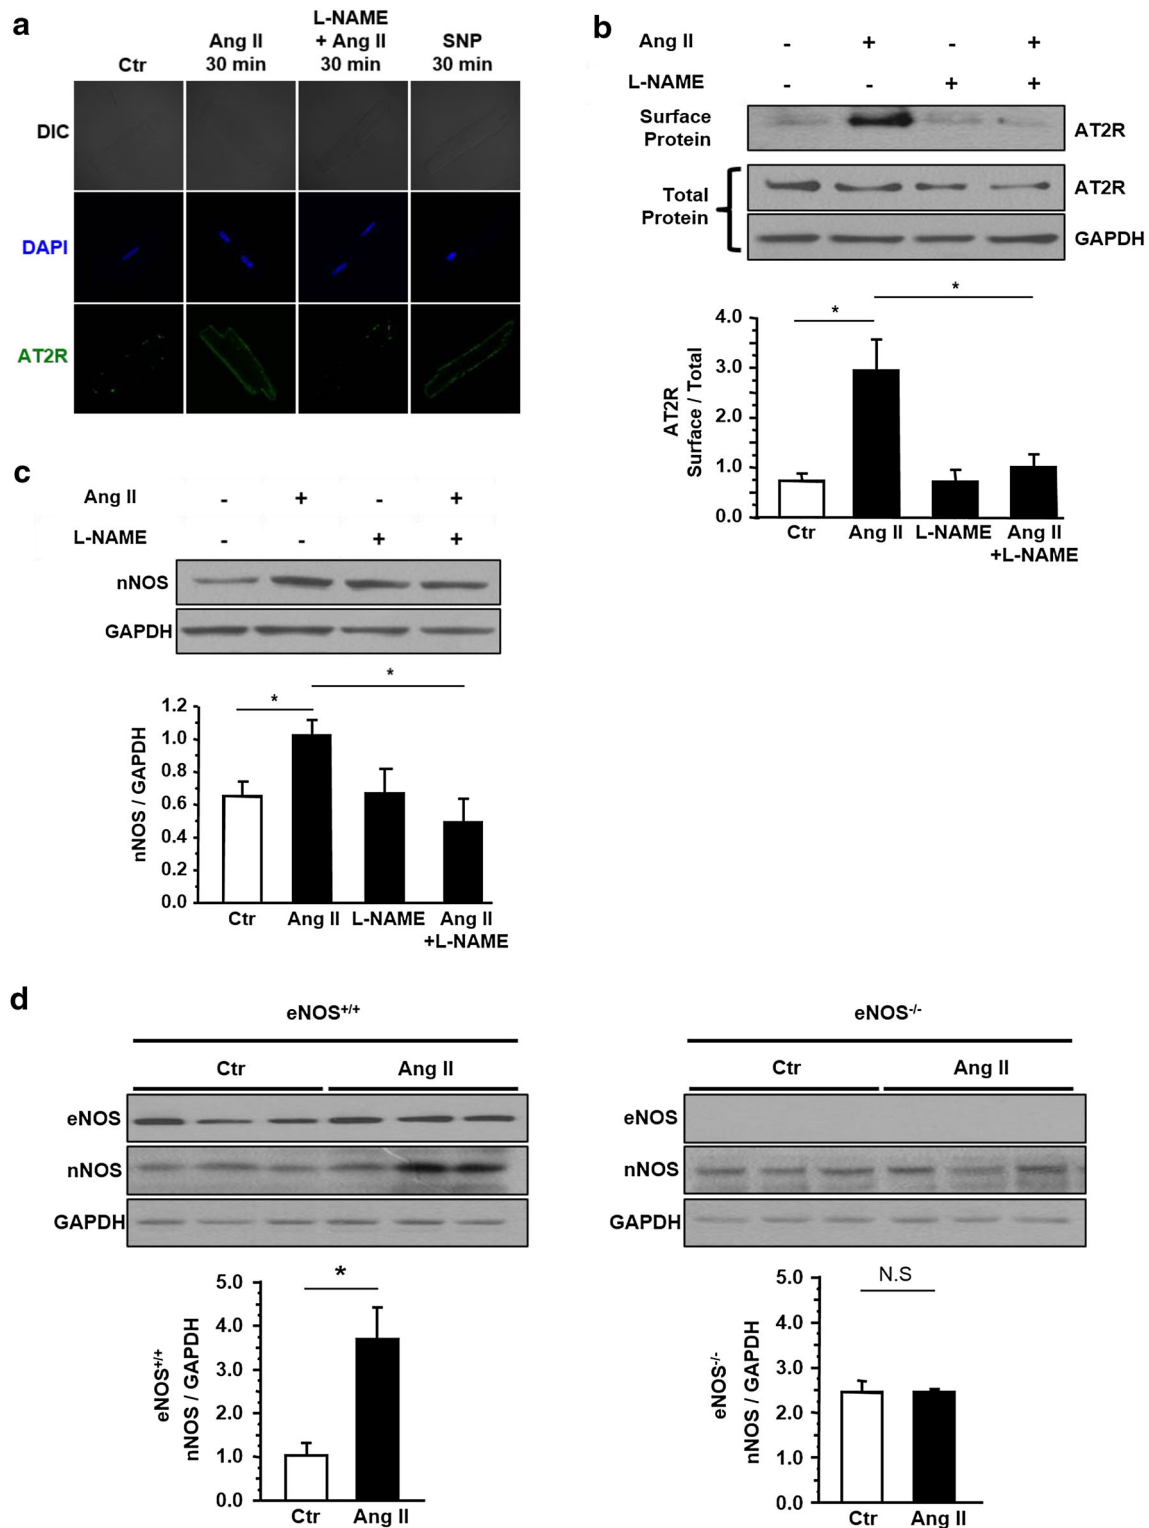 a
Ctr
Ang II
30 min
L-NAME
+ Ang II
30 min
SNP
30 min
DIC
DAPI
AT2R
b
Ang II - + - +
L-NAME - - + +
Surface
Protein
AT2R
Total
Protein
AT2R
GAPDH
*
*
AT2R
Surface / Total
4.0
3.0
2.0
1.0
0.0
Ctr
Ang II
L-NAME
Ang II
+L-NAME
c
Ang II - + - +
L-NAME - - + +
nNOS
GAPDH
*
*
nNOS / GAPDH
1.2
1.0
0.8
0.6
0.4
0.2
0.0
Ctr
Ang II
L-NAME
Ang II
+L-NAME
d
eNOS+/+
Ctr
Ang II
eNOS
nNOS
GAPDH
*
eNOS+/+
nNOS / GAPDH
5.0
4.0
3.0
2.0
1.0
0.0
Ctr
Ang II
eNOS-/-
Ctr
Ang II
eNOS
nNOS
GAPDH
N.S
eNOS-/-
nNOS / GAPDH
5.0
4.0
3.0
2.0
1.0
0.0
Ctr
Ang II